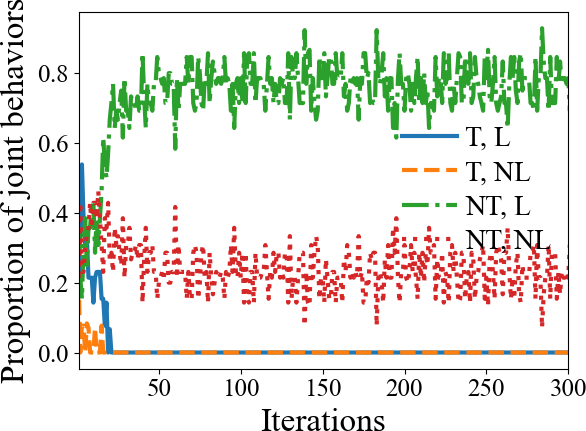 Proportion of joint behaviors
0.8
0.6
0.4
0.2
0.0
T, L
T, NL
NT, L
NT, NL
50
100
150
200
250
300
Iterations